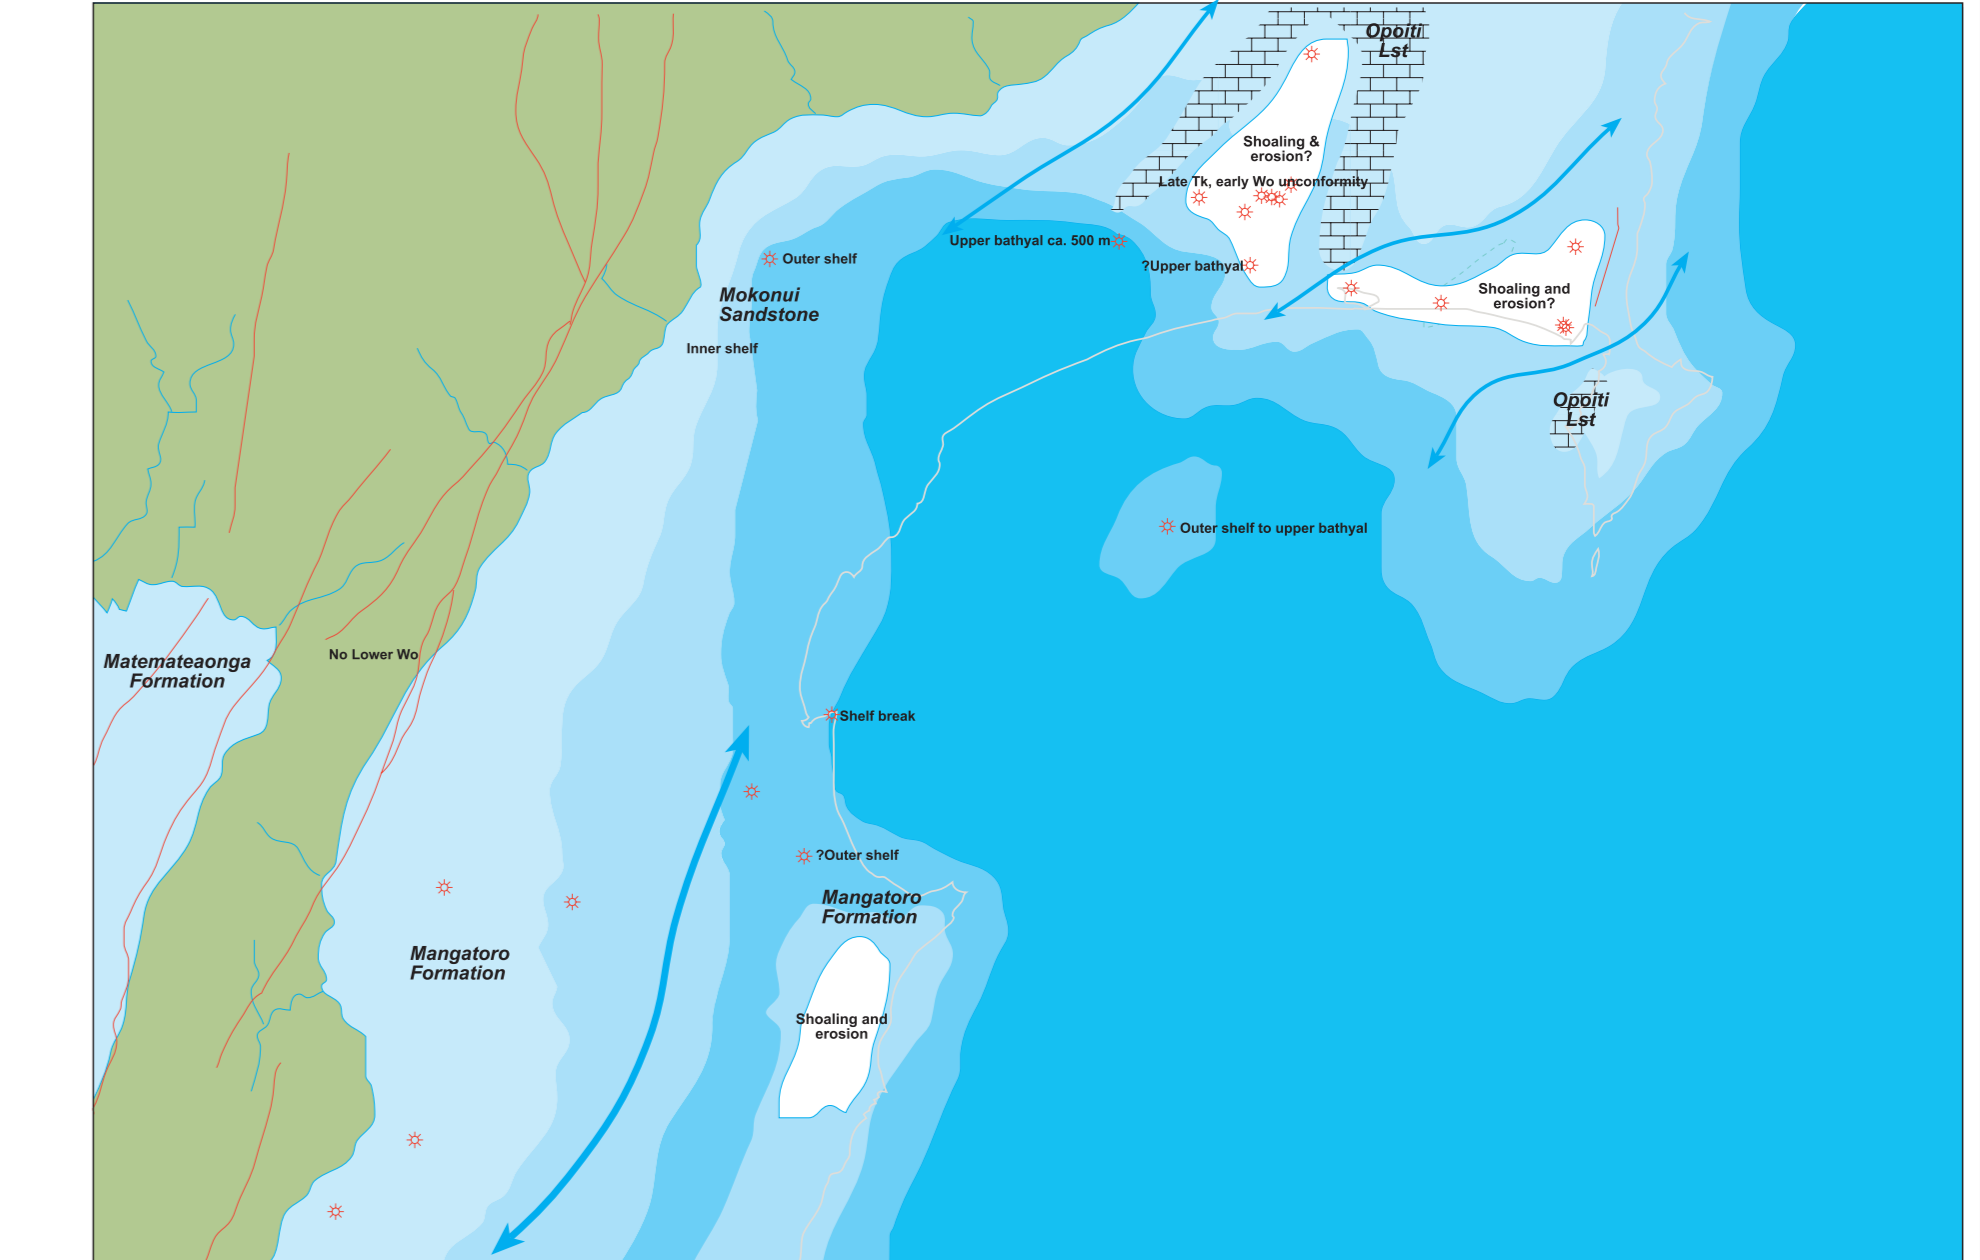 Opoiti
Lst
Shoaling &
erosion?
Late Tk, early Wo unconformity
Upper bathyal ca. 500 m
Outer shelf
?Upper bathyal
Mokonui
Sandstone
Shoaling and
erosion?
Inner shelf
Opoiti
Lst
Outer shelf to upper bathyal
No Lower Wo
Matemateaonga
Formation
Shelf break
?Outer shelf
Mangatoro
Formation
Mangatoro
Formation
Shoaling and
erosion